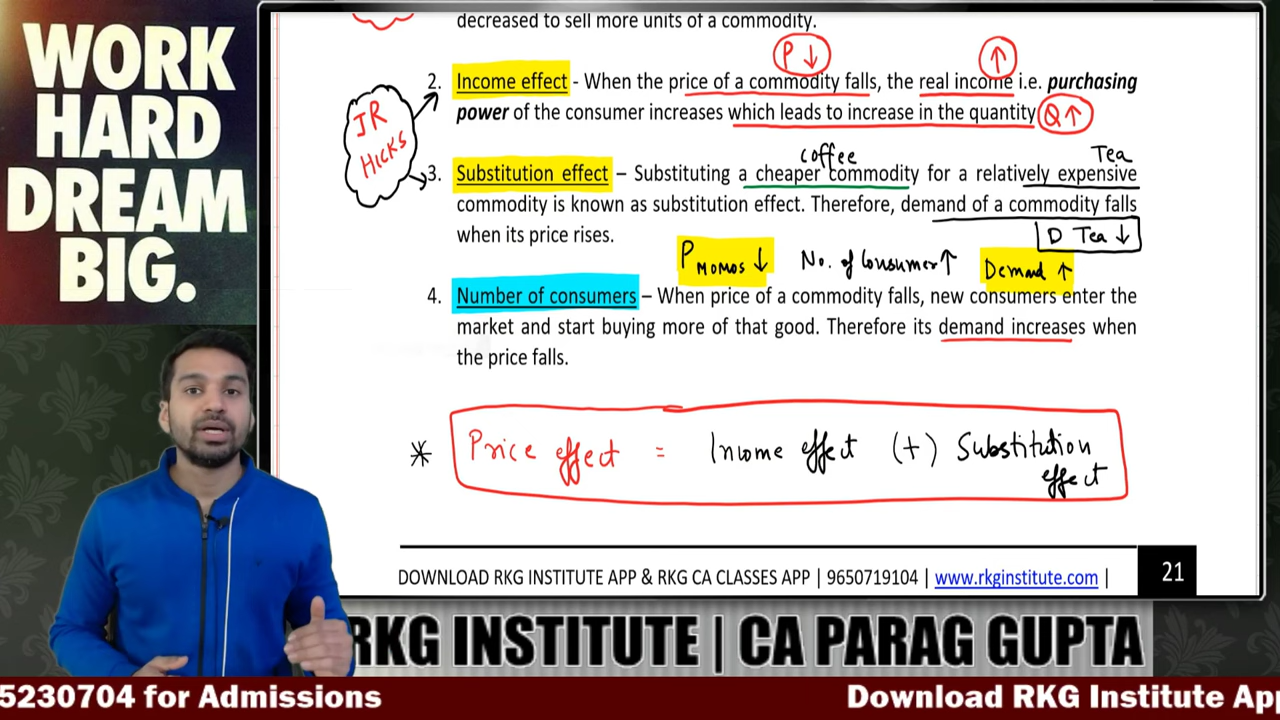 WORK
HARD
DREAM
BIG.
decreased to sell more units of a commodity.
P ↓
↑
2. Income effect - When the price of a commodity falls, the real income i.e. purchasing
power of the consumer increases which leads to increase in the quantity Q↑
JR
HICKS
coffee
Tea
3. Substitution effect – Substituting a cheaper commodity for a relatively expensive
commodity is known as substitution effect. Therefore, demand of a commodity falls
when its price rises.
D Tea ↓
P MOMOS ↓ No. of Consumer ↑ Demand ↑
4. Number of consumers – When price of a commodity falls, new consumers enter the
market and start buying more of that good. Therefore its demand increases when
the price falls.
* Price effect = Income effect (+) Substitution
effect
DOWNLOAD RKG INSTITUTE APP & RKG CA CLASSES APP | 9650719104 | www.rkginstitute.com |
21
RKG INSTITUTE | CA PARAG GUPTA
5230704 for Admissions
Download RKG Institute App